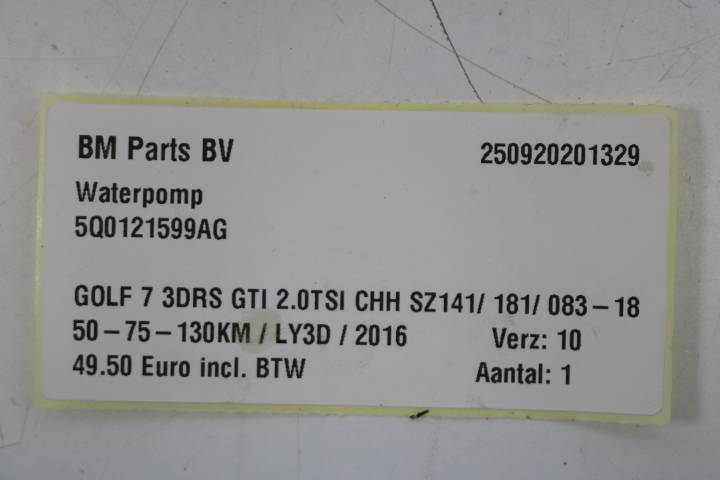 BM Parts BV 250920201329
Waterpomp
5Q0121599AG
GOLF 7 3DRS GTI 2.0TSI CHH SZ141/ 181/ 083-18
50-75-130KM / LY3D / 2016 Verz: 10
49.50 Euro incl. BTW Aantal: 1